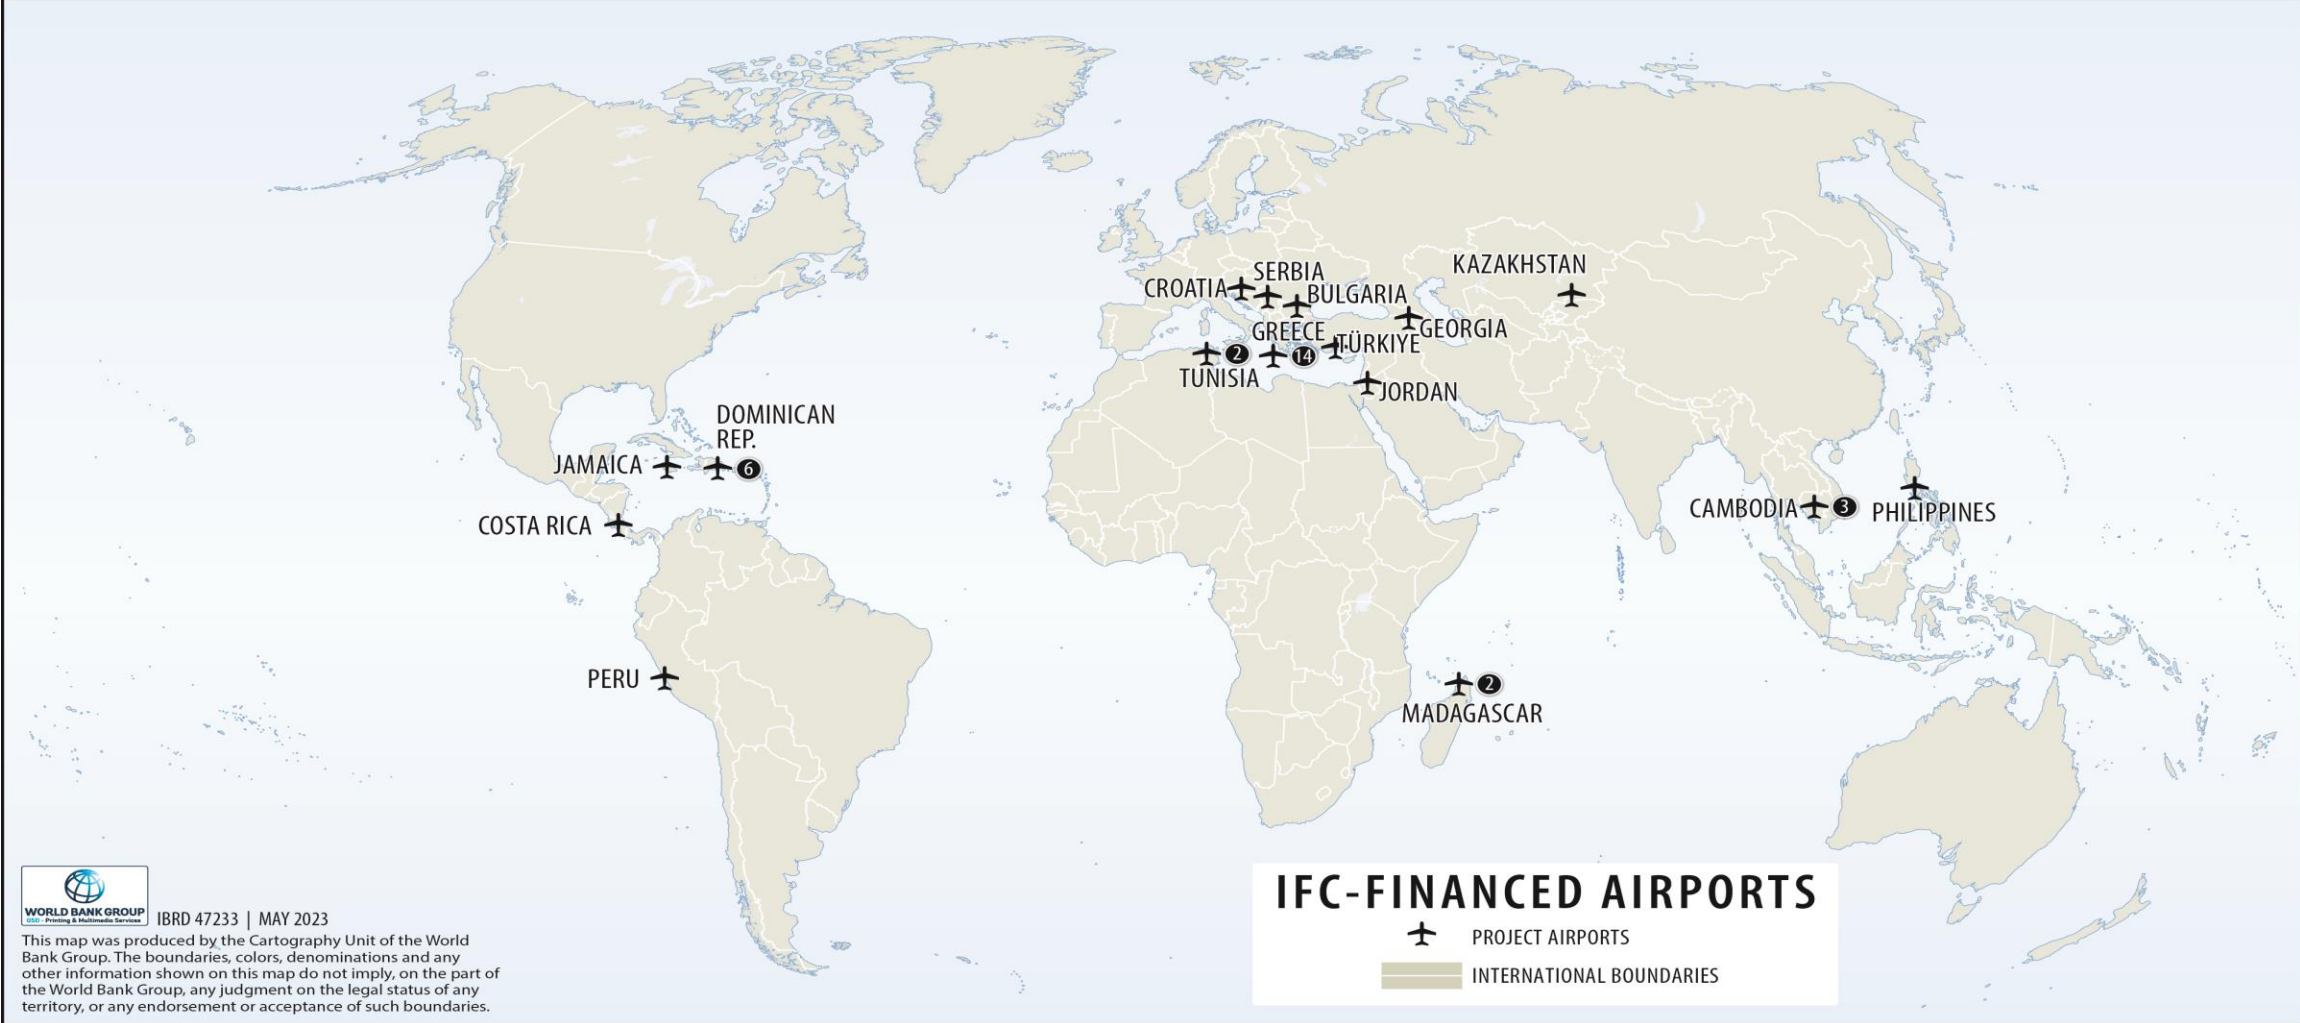 KAZAKHSTAN
SERBIA
CROATIA
BULGARIA
GEORGIA
GREECE
TÜRKIYE
2
14
TUNISIA
JORDAN
DOMINICAN
REP.
JAMAICA
6
COSTA RICA
CAMBODIA
3
PHILIPPINES
PERU
2
MADAGASCAR
IFC-FINANCED AIRPORTS
PROJECT AIRPORTS
INTERNATIONAL BOUNDARIES
WORLD BANK GROUP
GSD - Printing & Multimedia Services
IBRD 47233 | MAY 2023
This map was produced by the Cartography Unit of the World
Bank Group. The boundaries, colors, denominations and any
other information shown on this map do not imply, on the part of
the World Bank Group, any judgment on the legal status of any
territory, or any endorsement or acceptance of such boundaries.